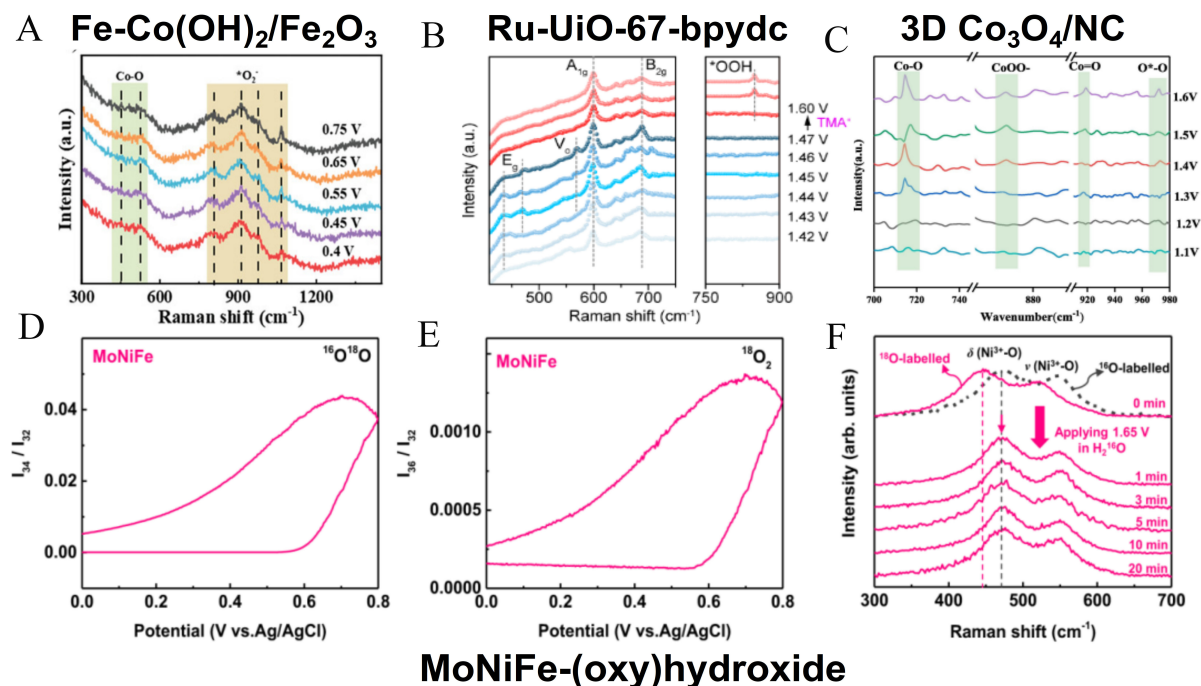 A Fe-Co(OH)₂/Fe₂O₃
Co-O *O₂⁻
0.75 V
0.65 V
0.55 V
0.45 V
0.4 V
Intensity (a.u.)
300 600 900 1200
Raman shift (cm⁻¹)
B Ru-UiO-67-bpydc
A₁g B₂g *OOH
Eg Vo
1.60 V
TMA⁺
1.47 V
1.46 V
1.45 V
1.44 V
1.43 V
1.42 V
Intensity (a.u.)
500 600 700 750 900
Raman shift (cm⁻¹)
C 3D Co₃O₄/NC
Co-O CoOO- Co=O O*-O
1.6V
1.5V
1.4V
1.3V
1.2V
1.1V
Intensity(a.u.)
700 720 740 880 920 940 960 980
Wavenumber(cm⁻¹)
D
MoNiFe ¹⁶O¹⁸O
I₃₄ / I₃₂
0.04
0.02
0.00
0.0 0.2 0.4 0.6 0.8
Potential (V vs.Ag/AgCl)
E
MoNiFe ¹⁸O₂
I₃₆ / I₃₂
0.0010
0.0005
0.0000
0.0 0.2 0.4 0.6 0.8
Potential (V vs.Ag/AgCl)
F
¹⁸O-labelled δ (Ni³⁺-O) ν (Ni³⁺-O) ¹⁶O-labelled
0 min
Applying 1.65 V
in H₂¹⁶O
1 min
3 min
5 min
10 min
20 min
Intensity (arb. units)
300 400 500 600 700
Raman shift (cm⁻¹)
MoNiFe-(oxy)hydroxide